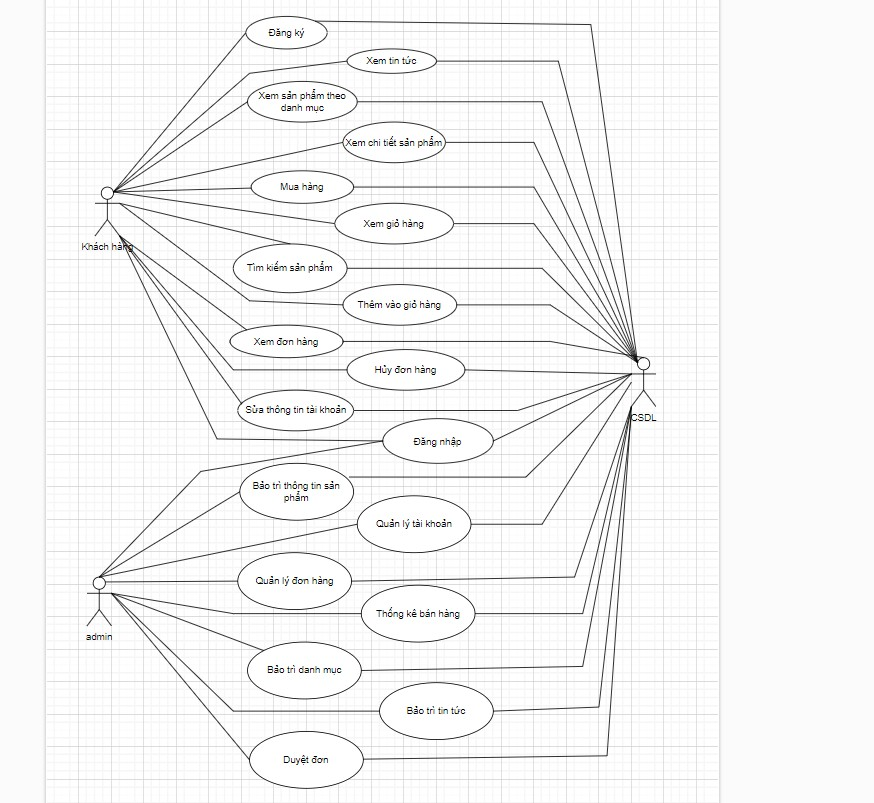 Đăng ký
Xem tin tức
Xem sản phẩm theo
danh mục
Xem chi tiết sản phẩm
Mua hàng
Xem giỏ hàng
Khách hàng
Tìm kiếm sản phẩm
Thêm vào giỏ hàng
Xem đơn hàng
Hủy đơn hàng
Sửa thông tin tài khoản
CSDL
Đăng nhập
Bảo trì thông tin sản
phẩm
Quản lý tài khoản
Quản lý đơn hàng
Thống kê bán hàng
admin
Bảo trì danh mục
Bảo trì tin tức
Duyệt đơn